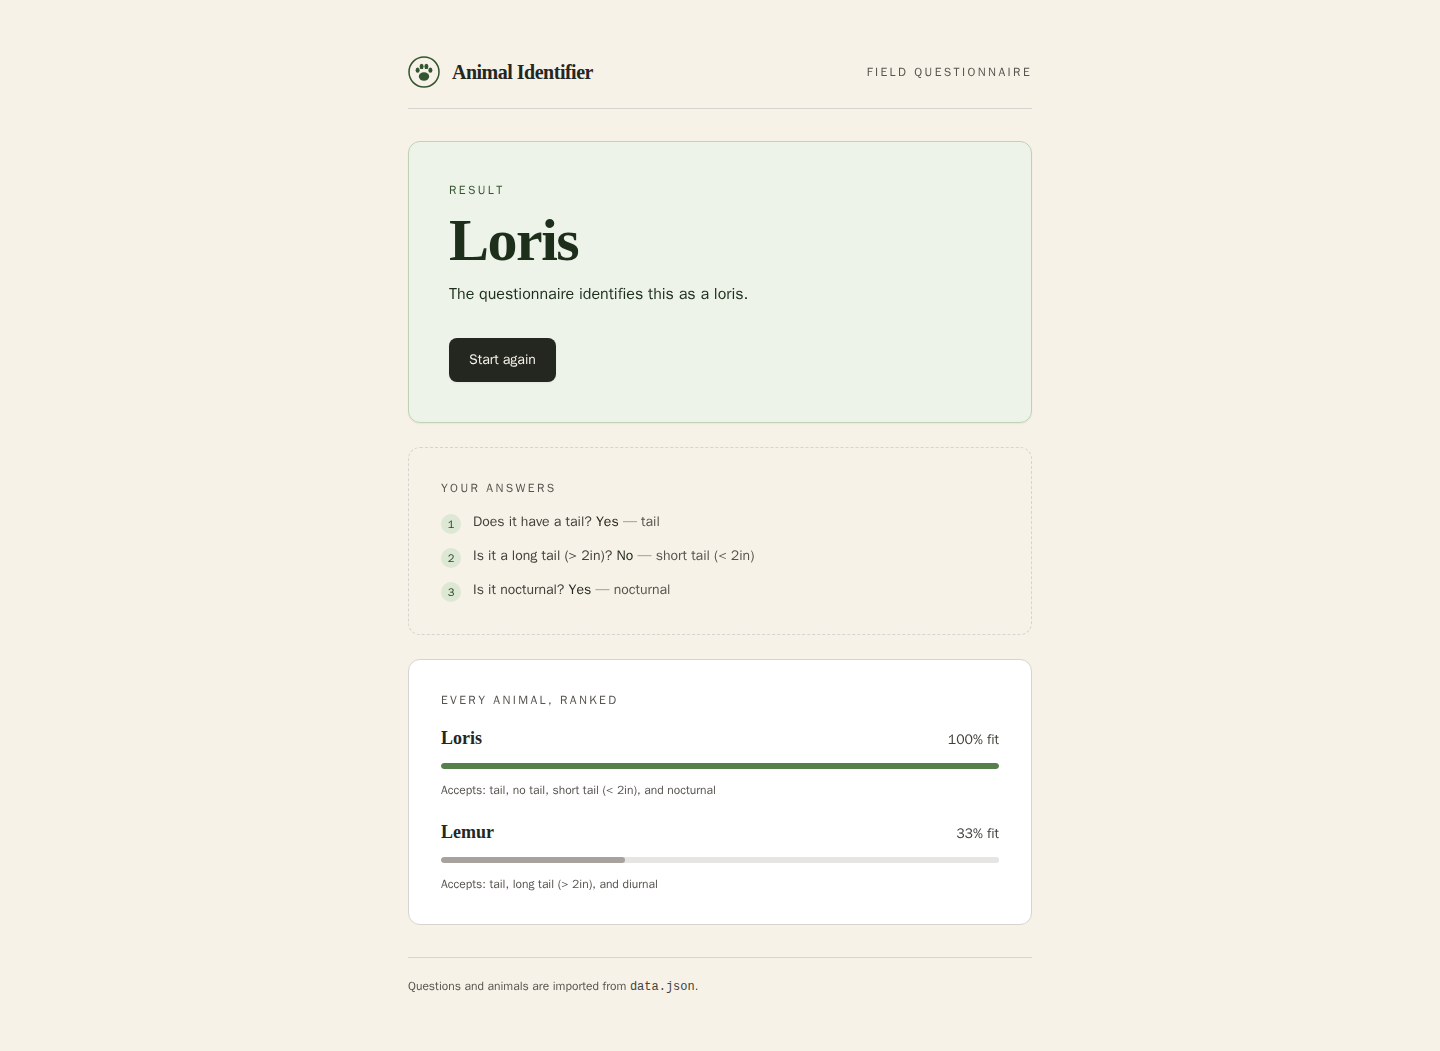 Animal Identifier
FIELD QUESTIONNAIRE
RESULT
Loris
The questionnaire identifies this as a loris.
Start again
YOUR ANSWERS
1 Does it have a tail? Yes — tail
2 Is it a long tail (> 2in)? No — short tail (< 2in)
3 Is it nocturnal? Yes — nocturnal
EVERY ANIMAL, RANKED
Loris 100% fit
Accepts: tail, no tail, short tail (< 2in), and nocturnal
Lemur 33% fit
Accepts: tail, long tail (> 2in), and diurnal
Questions and animals are imported from data.json.